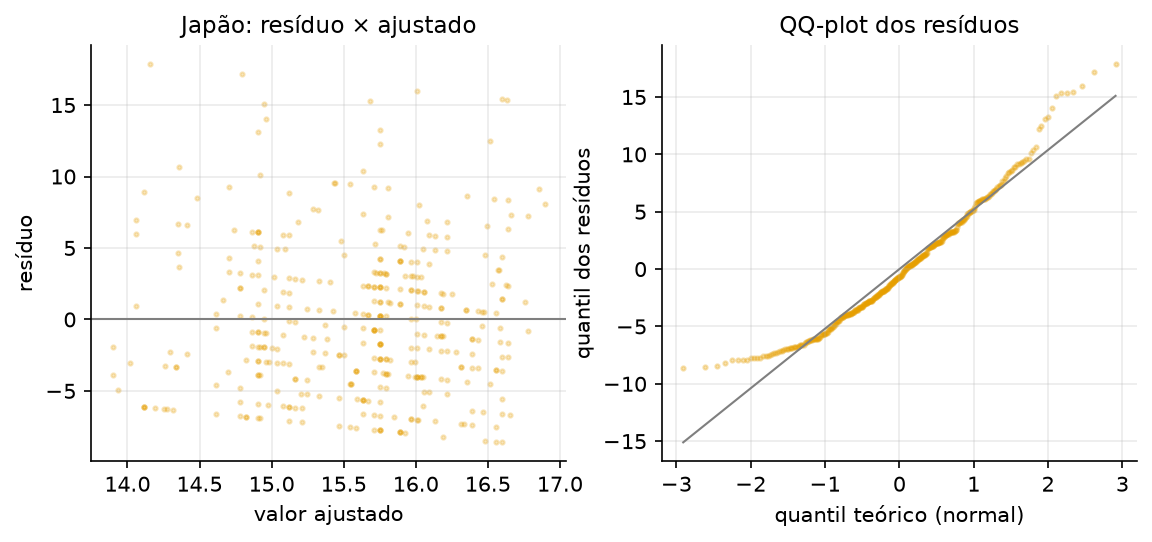 Japão: resíduo × ajustado
resíduo
15
10
5
0
−5
14.0 14.5 15.0 15.5 16.0 16.5 17.0
valor ajustado
QQ-plot dos resíduos
quantil dos resíduos
15
10
5
0
−5
−10
−15
−3 −2 −1 0 1 2 3
quantil teórico (normal)